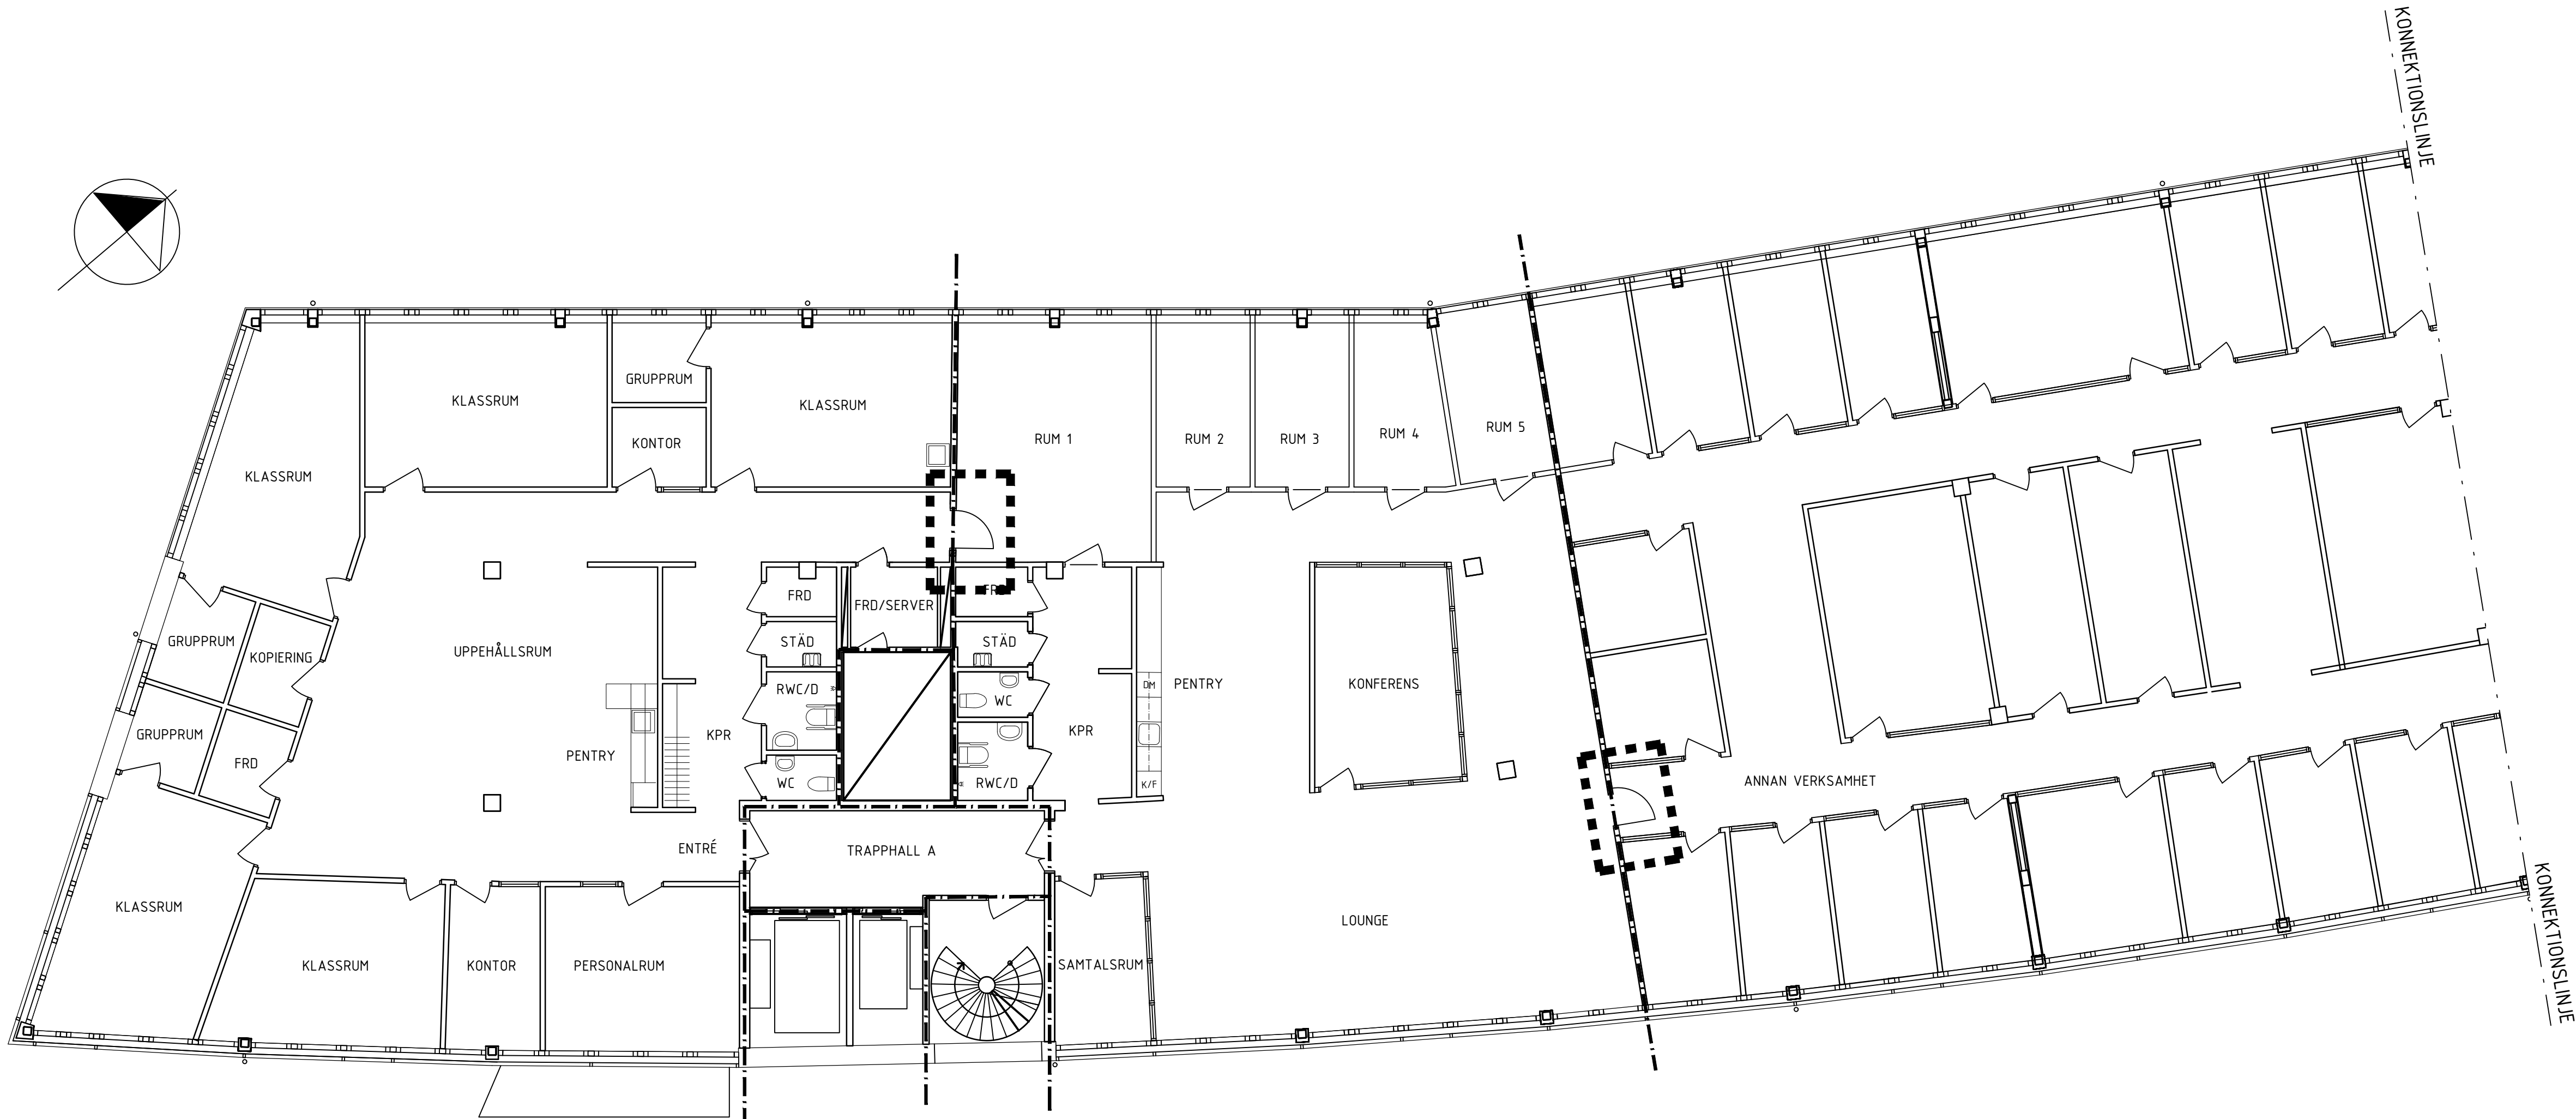 KONNEKTIONSLINJE
GRUPPRUM
KLASSRUM
KLASSRUM
KONTOR
RUM 1
RUM 2
RUM 3
RUM 4
RUM 5
KLASSRUM
FRD
FRD/SERVER
FRD
GRUPPRUM
KOPIERING
UPPEHÅLLSRUM
STÄD
STÄD
RWC/D
WC
DM
PENTRY
KONFERENS
GRUPPRUM
FRD
PENTRY
KPR
KPR
WC
RWC/D
K/F
ANNAN VERKSAMHET
ENTRÉ
TRAPPHALL A
KLASSRUM
LOUNGE
KLASSRUM
KONTOR
PERSONALRUM
SAMTALSRUM
KONNEKTIONSLINJE